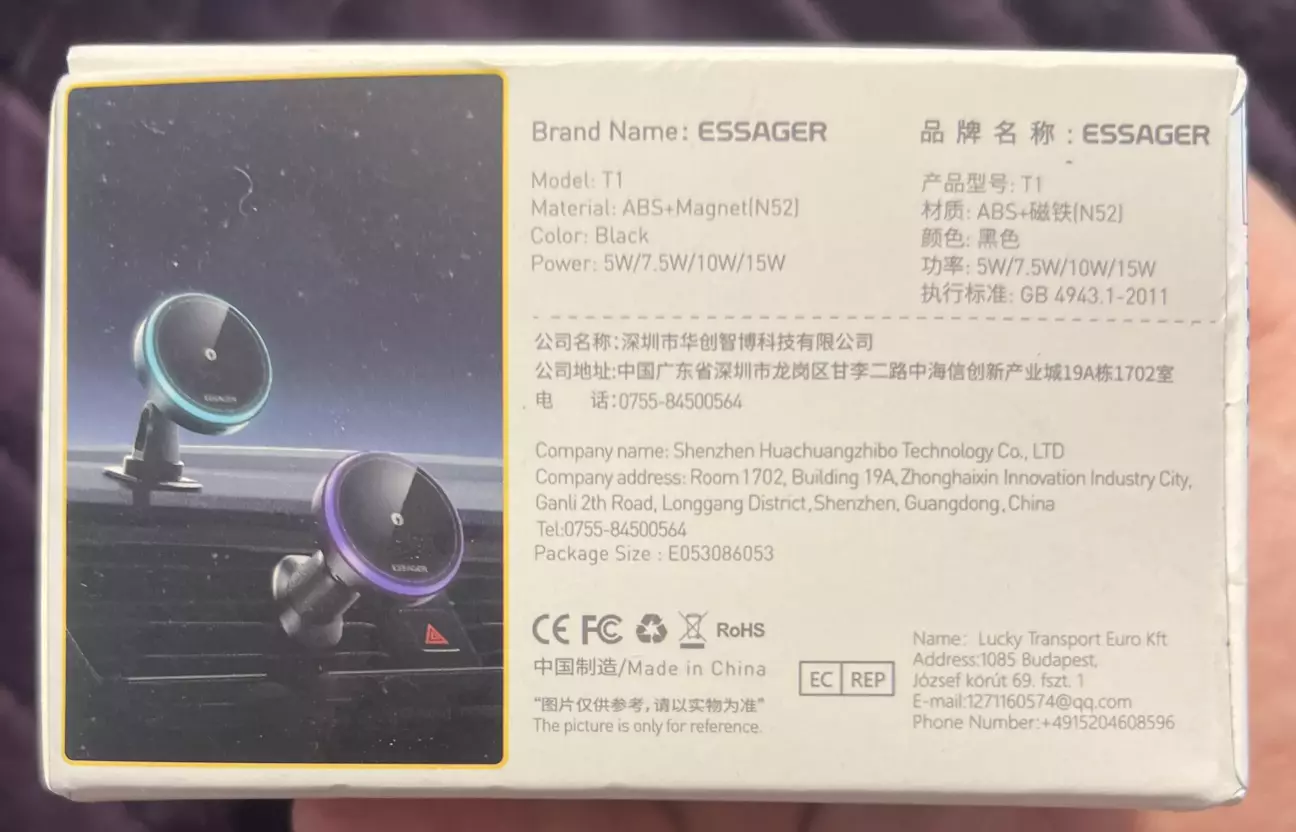 Brand Name: ESSAGER
Model: T1
Material: ABS+Magnet(N52)
Color: Black
Power: 5W/7.5W/10W/15W
品牌名称: ESSAGER
产品型号: T1
材质: ABS+磁铁(N52)
颜色: 黑色
功率: 5W/7.5W/10W/15W
执行标准: GB 4943.1-2011
公司名称:深圳市华创智博科技有限公司
公司地址:中国广东省深圳市龙岗区甘李二路中海信创新产业城19A栋1702室
电 话:0755-84500564
Company name: Shenzhen Huachuangzhibo Technology Co., LTD
Company address: Room 1702, Building 19A, Zhonghaixin Innovation Industry City,
Ganli 2th Road, Longgang District, Shenzhen, Guangdong, China
Tel:0755-84500564
Package Size : E053086053
CE FC RoHS
中国制造/Made in China
“图片仅供参考,请以实物为准”
The picture is only for reference.
EC REP
Name: Lucky Transport Euro Kft
Address:1085 Budapest,
József körút 69. fszt. 1
E-mail:1271160574@qq.com
Phone Number:+4915204608596
ESSAGER
ESSAGER